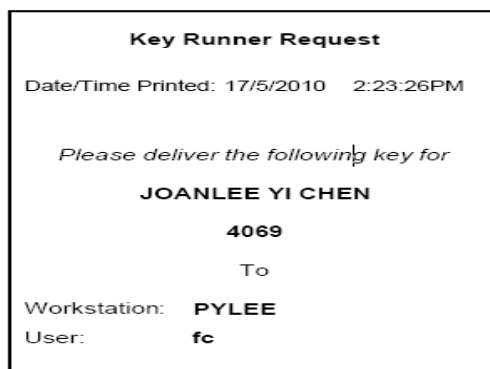 Key Runner Request
Date/Time Printed: 17/5/2010 2:23:26PM
Please deliver the following key for
JOANLEE YI CHEN
4069
To
Workstation: PYLEE
User: fc